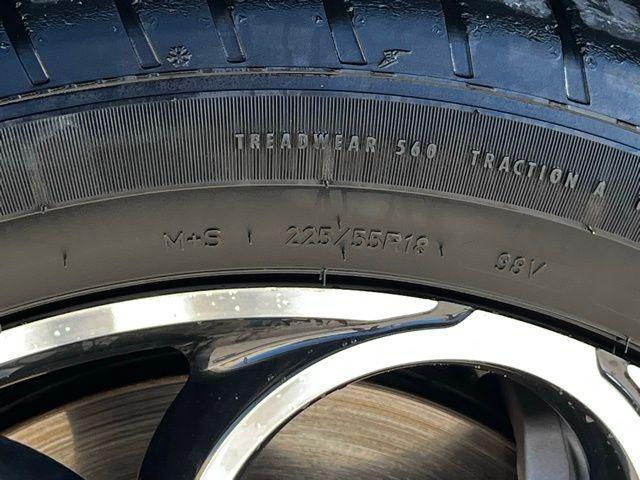 TREADWEAR 560 TRACTION A
M+S 225/55R18 98V